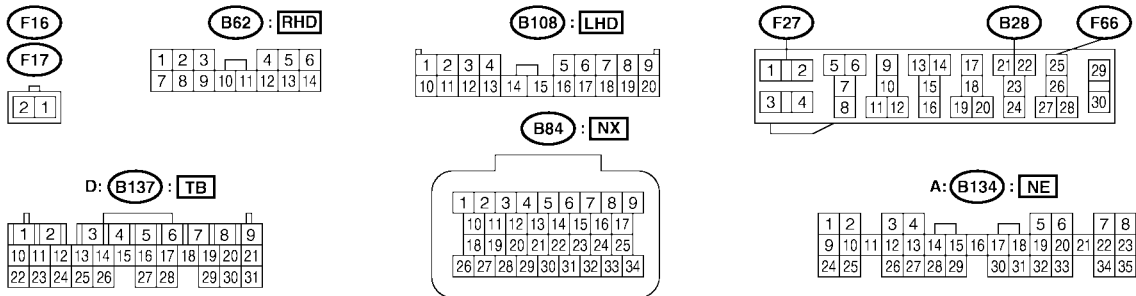 F16
F17
2 1
B62 : RHD
1 2 3 4 5 6
7 8 9 10 11 12 13 14
B108 : LHD
1 2 3 4 5 6 7 8 9
10 11 12 13 14 15 16 17 18 19 20
F27 B28 F66
1 2 5 6 9 13 14 17 21 22 25 29
7 10 15 18 23 26
3 4 8 11 12 16 19 20 24 27 28 30
B84 : NX
1 2 3 4 5 6 7 8 9
10 11 12 13 14 15 16 17
18 19 20 21 22 23 24 25
26 27 28 29 30 31 32 33 34
D: B137 : TB
1 2 3 4 5 6 7 8 9
10 11 12 13 14 15 16 17 18 19 20 21
22 23 24 25 26 27 28 29 30 31
A: B134 : NE
1 2 3 4 5 6 7 8
9 10 11 12 13 14 15 16 17 18 19 20 21 22 23
24 25 26 27 28 29 30 31 32 33 34 35